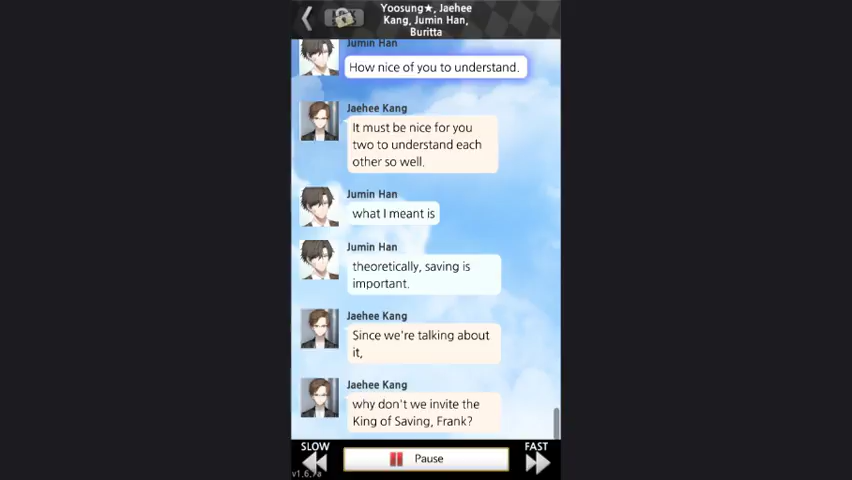 Yoosung★, Jaehee
Kang, Jumin Han,
Buritta
Jumin Han
How nice of you to understand.
Jaehee Kang
It must be nice for you
two to understand each
other so well.
Jumin Han
what I meant is
Jumin Han
theoretically, saving is
important.
Jaehee Kang
Since we're talking about
it,
Jaehee Kang
why don't we invite the
King of Saving, Frank?
SLOW
Pause
FAST